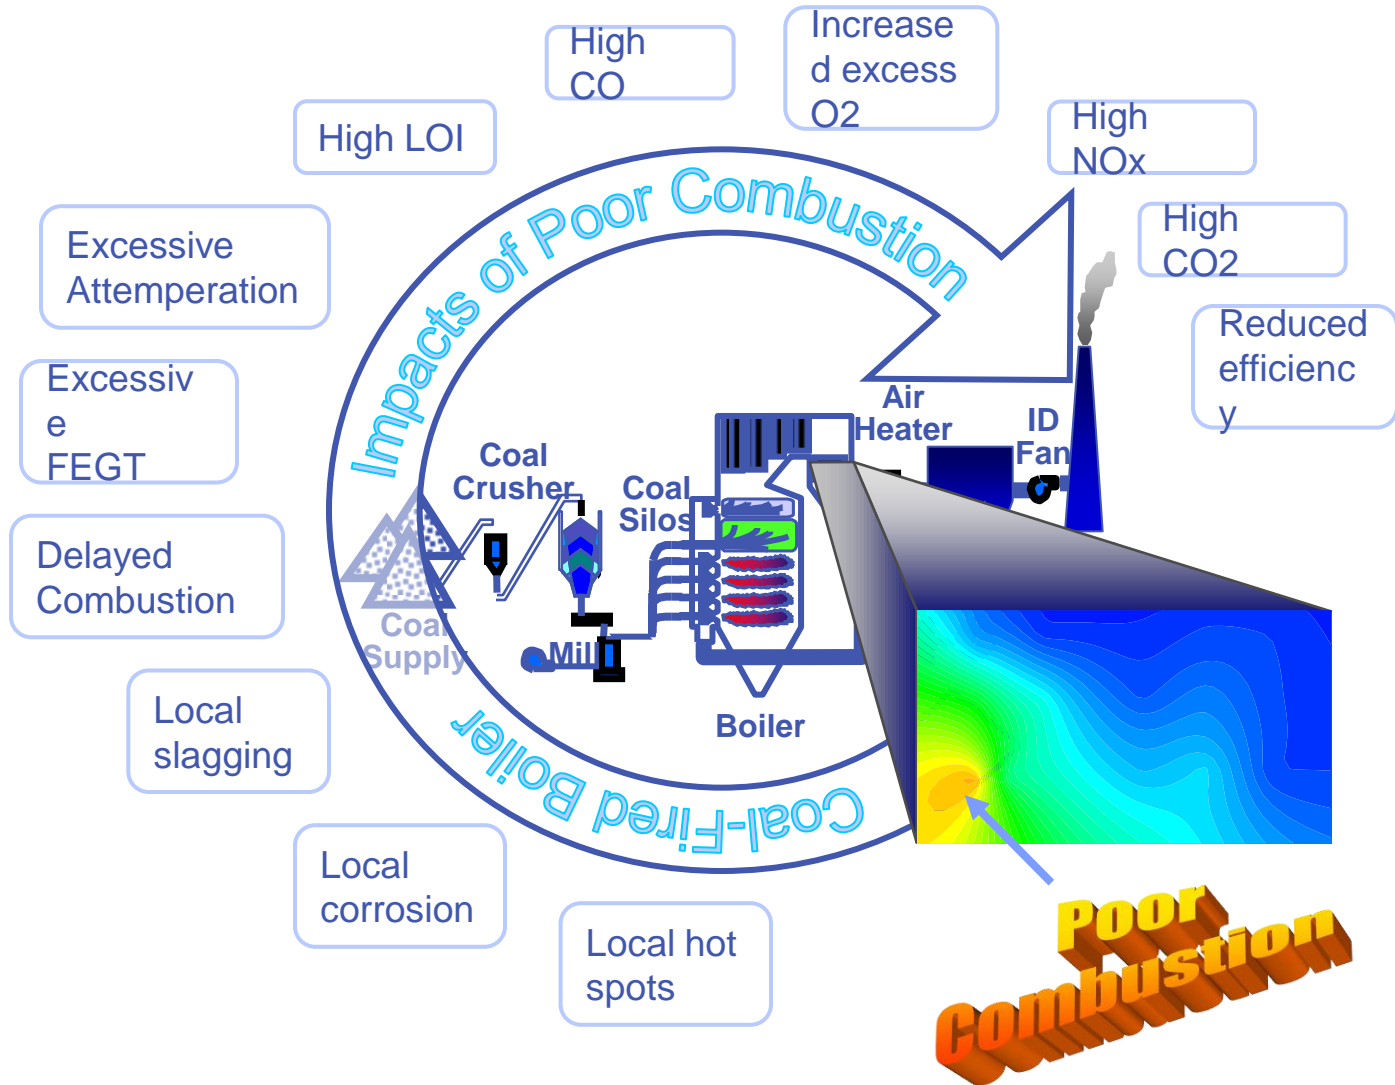 High
CO
Increase
d excess
O2
High
NOx
High LOI
High
CO2
Excessive
Attemperation
Reduced
efficienc
y
Excessiv
e
FEGT
Delayed
Combustion
Local
slagging
Local
corrosion
Local hot
spots
Impacts of Poor Combustion
Coal-Fired Boiler
Coal
Crusher
Coal
Silos
Air
Heater
ID
Fan
Coal
Supply
Mill
Boiler
Poor
Combustion